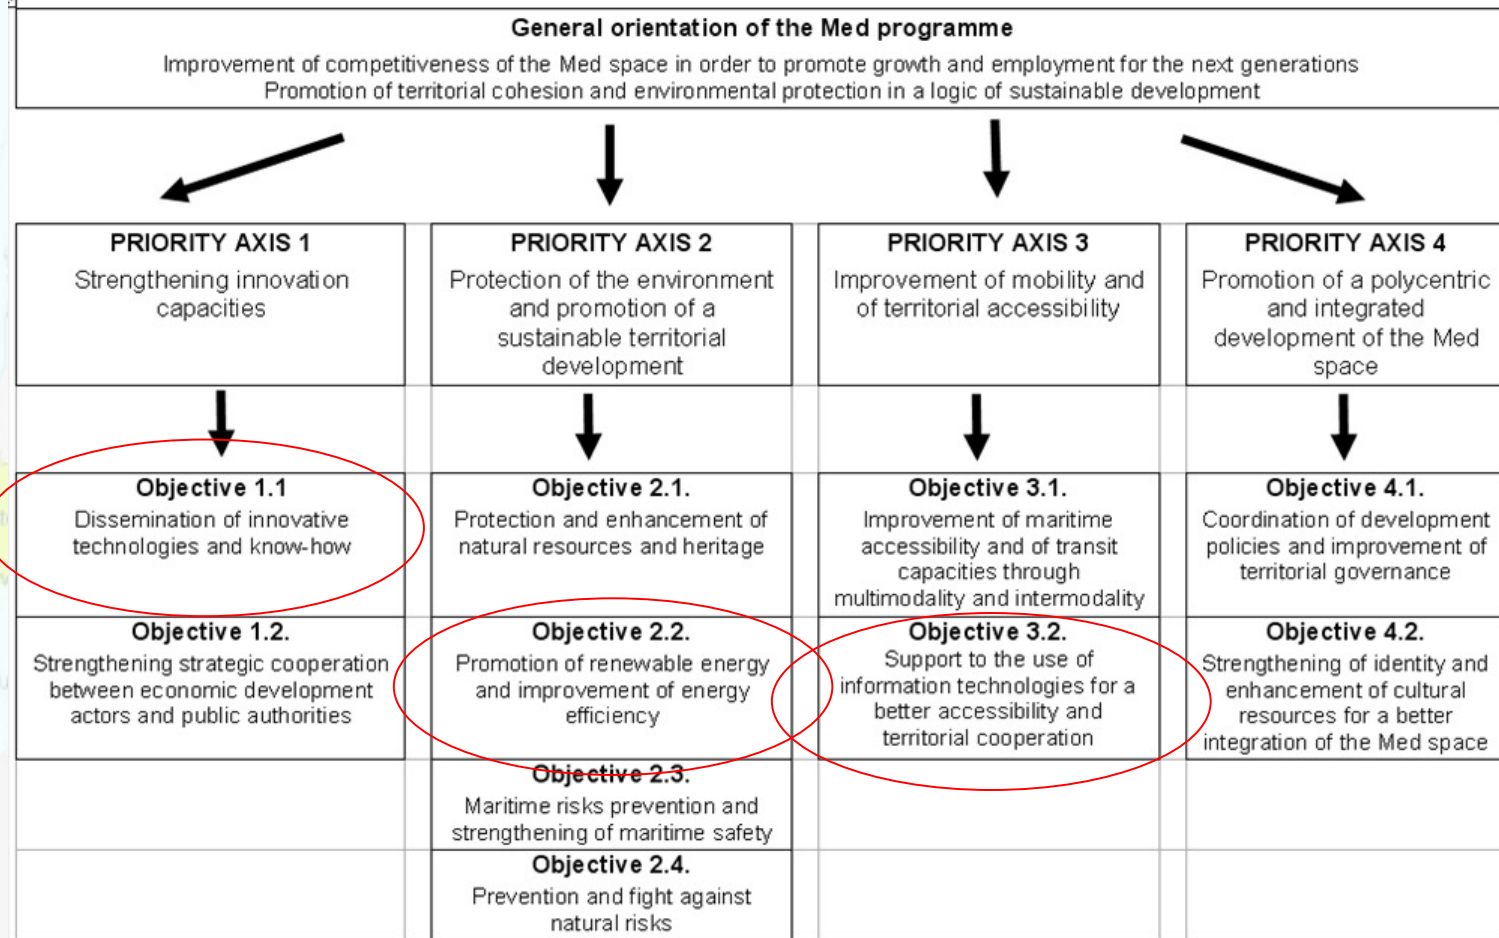 General orientation of the Med programme
Improvement of competitiveness of the Med space in order to promote growth and employment for the next generations
Promotion of territorial cohesion and environmental protection in a logic of sustainable development
PRIORITY AXIS 1
Strengthening innovation
capacities
PRIORITY AXIS 2
Protection of the environment
and promotion of a
sustainable territorial
development
PRIORITY AXIS 3
Improvement of mobility and
of territorial accessibility
PRIORITY AXIS 4
Promotion of a polycentric
and integrated
development of the Med
space
Objective 1.1
Dissemination of innovative
technologies and know-how
Objective 2.1.
Protection and enhancement of
natural resources and heritage
Objective 3.1.
Improvement of maritime
accessibility and of transit
capacities through
multimodality and intermodality
Objective 4.1.
Coordination of development
policies and improvement of
territorial governance
Objective 1.2.
Strengthening strategic cooperation
between economic development
actors and public authorities
Objective 2.2.
Promotion of renewable energy
and improvement of energy
efficiency
Objective 3.2.
Support to the use of
information technologies for a
better accessibility and
territorial cooperation
Objective 4.2.
Strengthening of identity and
enhancement of cultural
resources for a better
integration of the Med space
Objective 2.3.
Maritime risks prevention and
strengthening of maritime safety
Objective 2.4.
Prevention and fight against
natural risks